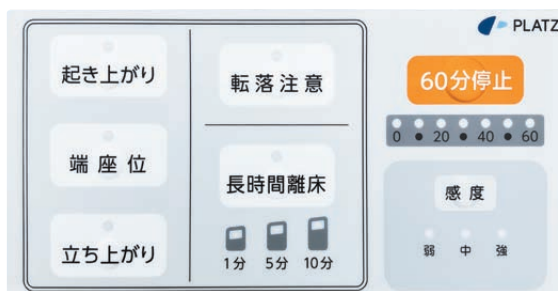 PLATZ
起き上がり
端座位
立ち上がり
転落注意
長時間離床
1分 5分 10分
60分停止
0 • 20 • 40 • 60
感度
弱 中 強